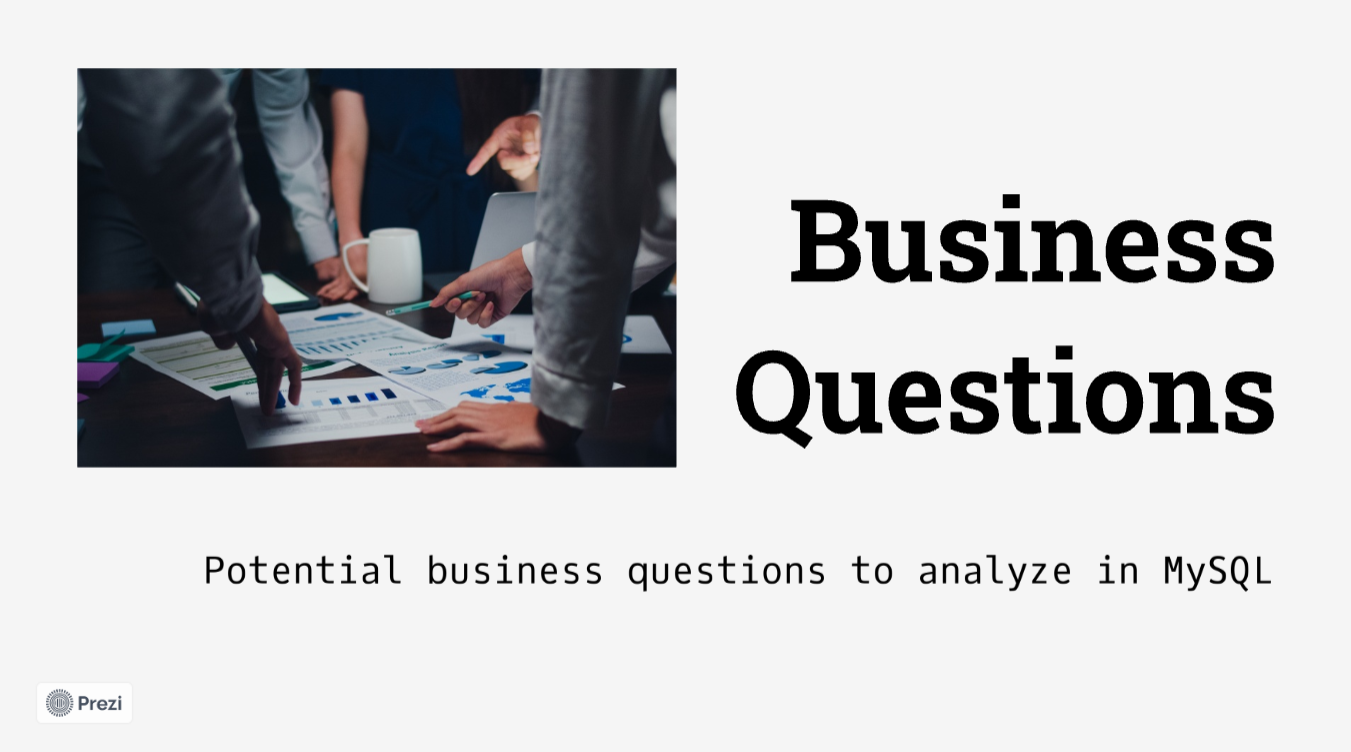 Business
Questions
Potential business questions to analyze in MySQL
Prezi